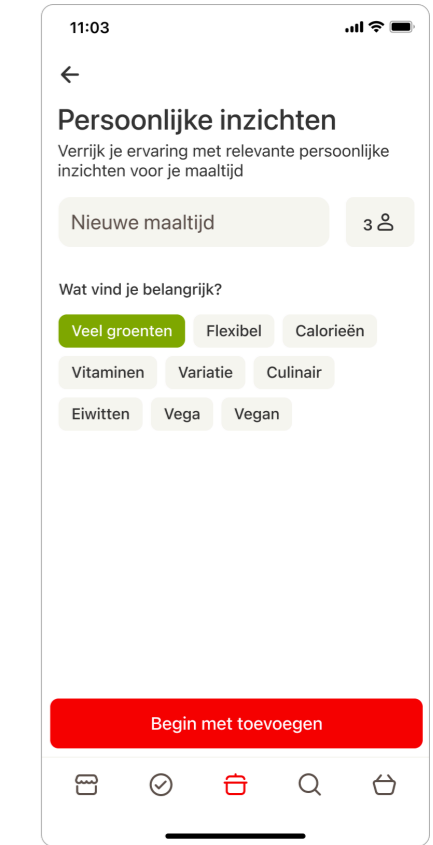 11:03
Persoonlijke inzichten
Verrijk je ervaring met relevante persoonlijke
inzichten voor je maaltijd
Nieuwe maaltijd 3
Wat vind je belangrijk?
Veel groenten Flexibel Calorieën
Vitaminen Variatie Culinair
Eiwitten Vega Vegan
Begin met toevoegen